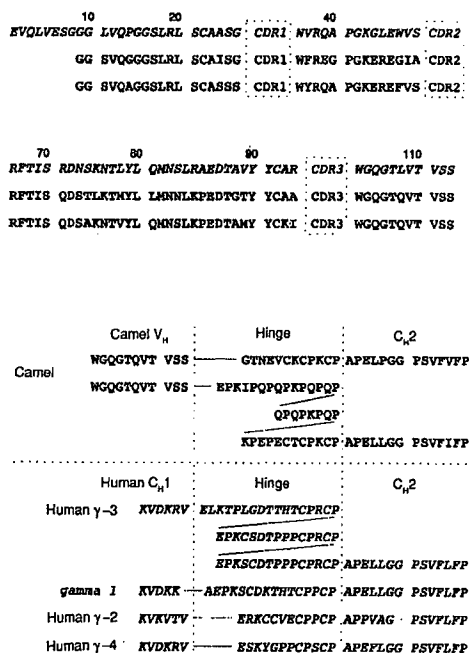 10 20 40
EVQLVESGGG LVQPGGSLRL SCAASG CDR1 WVRQA PGKGLEWVS CDR2
GG SVQGGGSLRL SCAISG CDR1 WFREG PGKEREGIA CDR2
GG SVQAGGSLRL SCASSS CDR1 WYRQA PGKEREFVS CDR2
70 80 90 110
RFTIS RDNSKNTLYL QMNSLRAEDTAVY YCAR CDR3 WGQGTLVT VSS
RFTIS QDSTLKTMYL LMNNLKPEDTGTY YCAA CDR3 WGQGTQVT VSS
RFTIS QDSAKNTVYL QMNSLKPEDTAMY YCKI CDR3 WGQGTQVT VSS
Camel VH Hinge CH2
Camel
WGQGTQVT VSS GTNEVCKCPKCP APELPGG PSVFVFP
WGQGTQVT VSS EPKIPQPQPKPQPQP
QPQPKPQP
KPEPECTCPKCP APELLGG PSVFIFP
Human CH1 Hinge CH2
Human γ-3 KVDKRV ELKTPLGDTTHTCPRCP
EPKCSDTPPPCPRCP
EPKSCDTPPPCPRCP APELLGG PSVFLFP
gamma 1 KVDKK AEPKSCDKTHTCPPCP APELLGG PSVFLFP
Human γ-2 KVKVTV ERKCCVECPPCP APPVAG PSVFLFP
Human γ-4 KVDKRV ESKYGPPCPSCP APEFLGG PSVFLFP